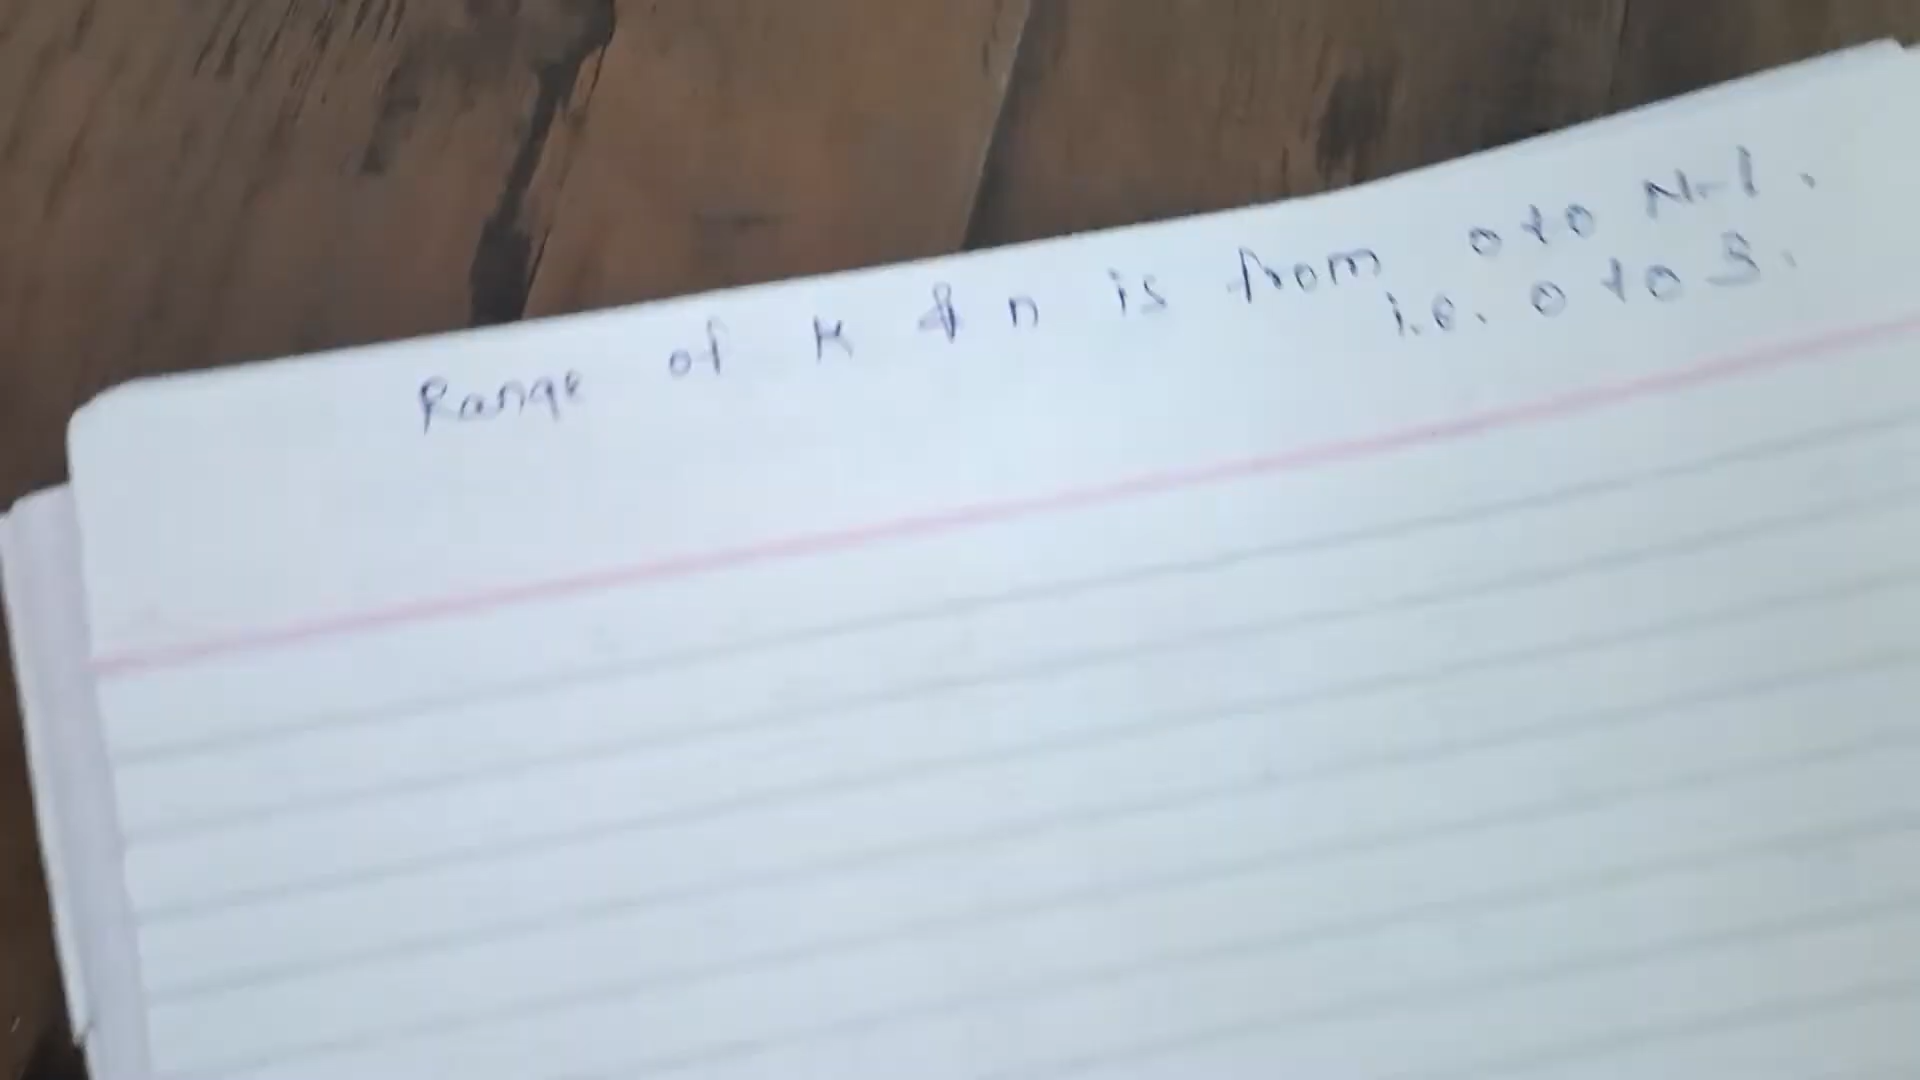 Range of K & n is from 0 to N-1.
i.e. 0 to 3.